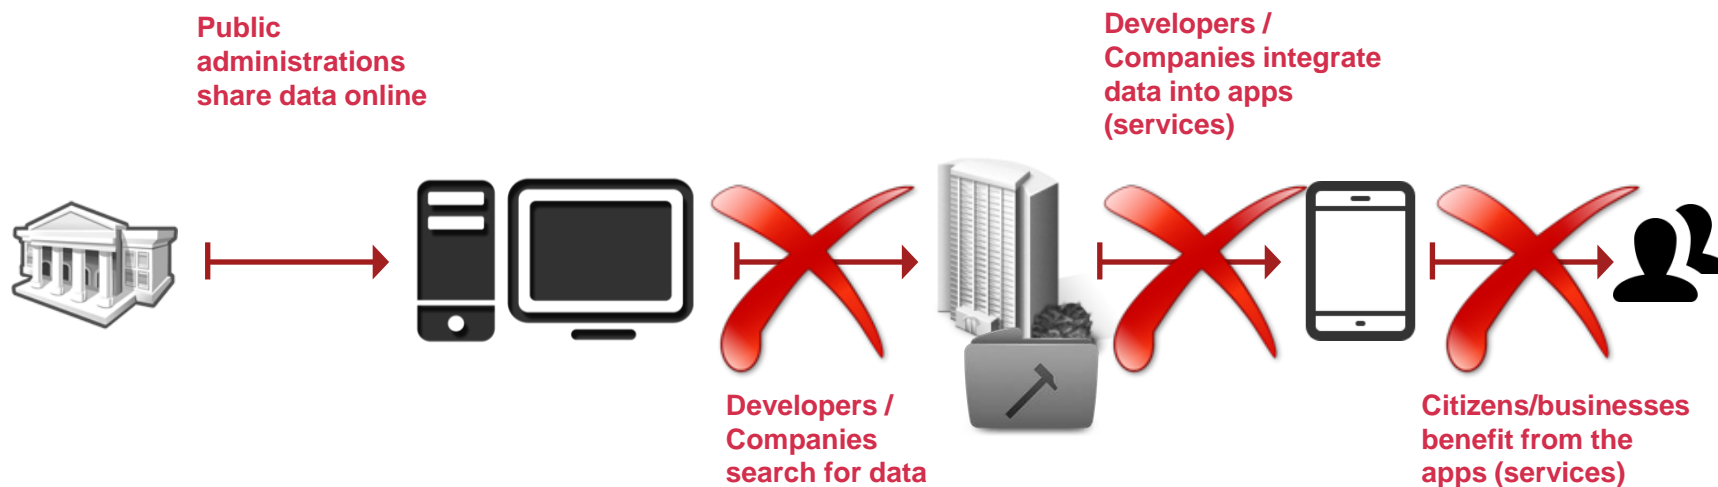 Public
administrations
share data online
Developers /
Companies
search for data
Developers /
Companies integrate
data into apps
(services)
Citizens/businesses
benefit from the
apps (services)